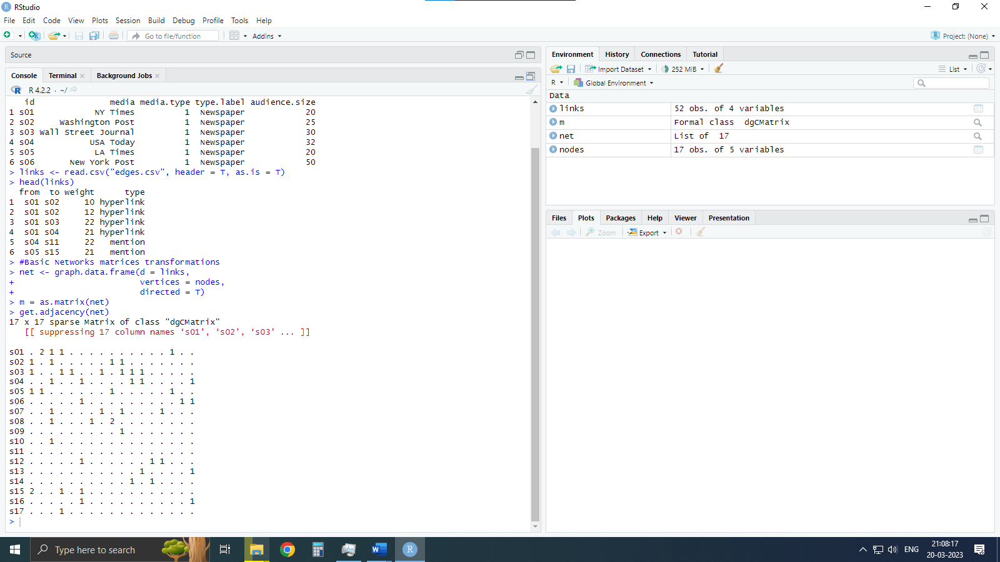 RStudio
File Edit Code View Plots Session Build Debug Profile Tools Help
Go to file/function Addins Project: (None)
Source
Console Terminal Background Jobs
R 4.2.2 · ~/
  id media media.type type.label audience.size
1 s01 NY Times 1 Newspaper 20
2 s02 Washington Post 1 Newspaper 25
3 s03 Wall Street Journal 1 Newspaper 30
4 s04 USA Today 1 Newspaper 32
5 s05 LA Times 1 Newspaper 20
6 s06 New York Post 1 Newspaper 50
> links <- read.csv("edges.csv", header = T, as.is = T)
> head(links)
  from to weight type
1 s01 s02 10 hyperlink
2 s01 s02 12 hyperlink
3 s01 s03 22 hyperlink
4 s01 s04 21 hyperlink
5 s04 s11 22 mention
6 s05 s15 21 mention
> #Basic Networks matrices transformations
> net <- graph.data.frame(d = links,
+ vertices = nodes,
+ directed = T)
> m = as.matrix(net)
> get.adjacency(net)
17 x 17 sparse Matrix of class "dgCMatrix"
   [[ suppressing 17 column names ‘s01’, ‘s02’, ‘s03’ ... ]]
s01 . 2 1 1 . . . . . . . . . . 1 . .
s02 1 . 1 . . . . . 1 1 . . . . . . .
s03 1 . . 1 1 . . 1 . 1 1 1 . . . . .
s04 . . 1 . . 1 . . . . 1 1 . . . . 1
s05 1 1 . . . . . . 1 . . . . . 1 . .
s06 . . . . . 1 . . . . . . . . . 1 1
s07 . . 1 . . . . 1 . 1 . . . 1 . . .
s08 . . 1 . . . 1 . 2 . . . . . . . .
s09 . . . . . . . . . 1 . . . . . . .
s10 . . 1 . . . . . . . . . . . . . .
s11 . . . . . . . . . . . . . . . . .
s12 . . . . . 1 . . . . . . 1 1 . . .
s13 . . . . . . . . . . . 1 . . . . 1
s14 . . . . . . . . . . 1 . 1 . . . .
s15 2 . . 1 . 1 . . . . . . . . . . .
s16 . . . . . 1 . . . . . . . . . . 1
s17 . . . 1 . . . . . . . . . . . . .
>
Environment History Connections Tutorial
Import Dataset 252 MiB List
R Global Environment
Data
links 52 obs. of 4 variables
m Formal class dgCMatrix
net List of 17
nodes 17 obs. of 5 variables
Files Plots Packages Help Viewer Presentation
Zoom Export
Type here to search
ENG
21:08:17
20-03-2023